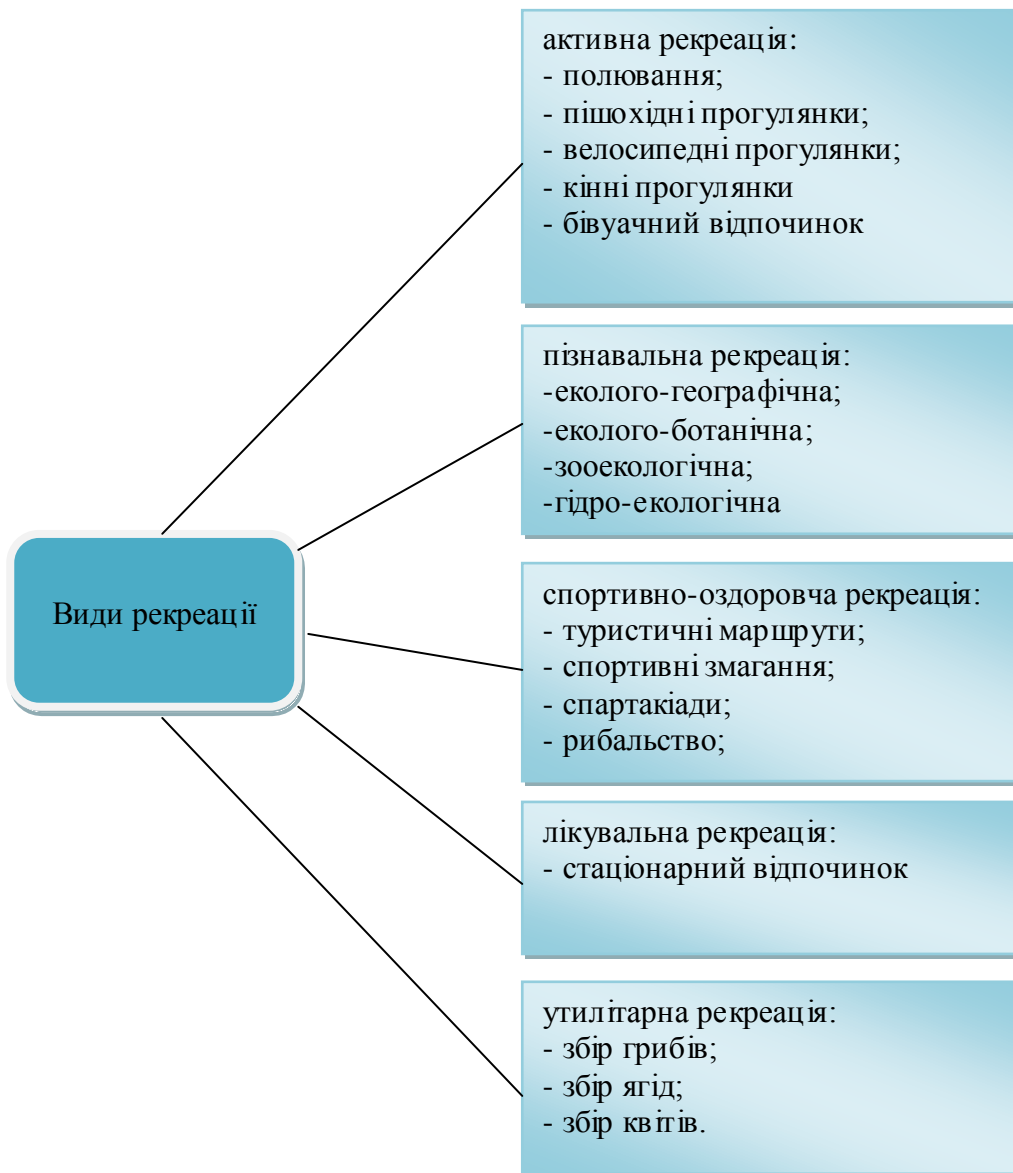 активна рекреація:
- полювання;
- пішохідні прогулянки;
- велосипедні прогулянки;
- кінні прогулянки
- бівуачний відпочинок
пізнавальна рекреація:
-еколого-географічна;
-еколого-ботанічна;
-зооекологічна;
-гідро-екологічна
Види рекреації
спортивно-оздоровча рекреація:
- туристичні маршрути;
- спортивні змагання;
- спартакіади;
- рибальство;
лікувальна рекреація:
- стаціонарний відпочинок
утилітарна рекреація:
- збір грибів;
- збір ягід;
- збір квітів.